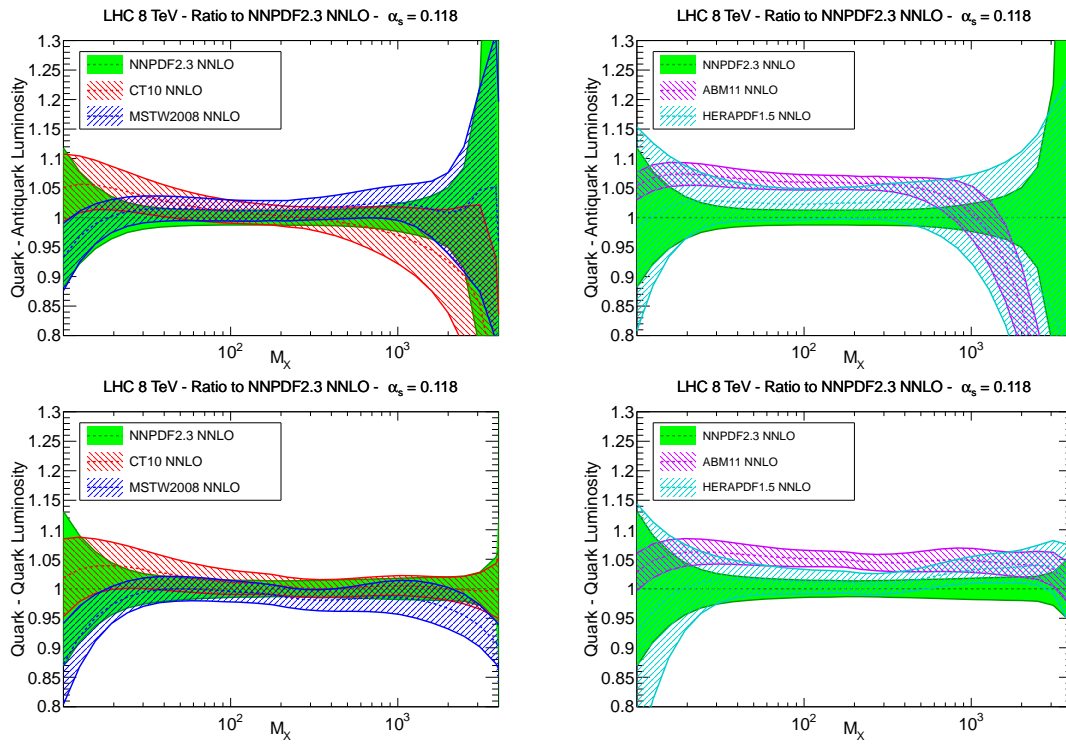 LHC 8 TeV - Ratio to NNPDF2.3 NNLO - αs = 0.118
Quark - Antiquark Luminosity
1.3
1.25
1.2
1.15
1.1
1.05
1
0.95
0.9
0.85
0.8
NNPDF2.3 NNLO
CT10 NNLO
MSTW2008 NNLO
10²
10³
M_X
LHC 8 TeV - Ratio to NNPDF2.3 NNLO - αs = 0.118
Quark - Antiquark Luminosity
1.3
1.25
1.2
1.15
1.1
1.05
1
0.95
0.9
0.85
0.8
NNPDF2.3 NNLO
ABM11 NNLO
HERAPDF1.5 NNLO
10²
10³
M_X
LHC 8 TeV - Ratio to NNPDF2.3 NNLO - αs = 0.118
Quark - Quark Luminosity
1.3
1.25
1.2
1.15
1.1
1.05
1
0.95
0.9
0.85
0.8
NNPDF2.3 NNLO
CT10 NNLO
MSTW2008 NNLO
10²
10³
M_X
LHC 8 TeV - Ratio to NNPDF2.3 NNLO - αs = 0.118
Quark - Quark Luminosity
1.3
1.25
1.2
1.15
1.1
1.05
1
0.95
0.9
0.85
0.8
NNPDF2.3 NNLO
ABM11 NNLO
HERAPDF1.5 NNLO
10²
10³
M_X